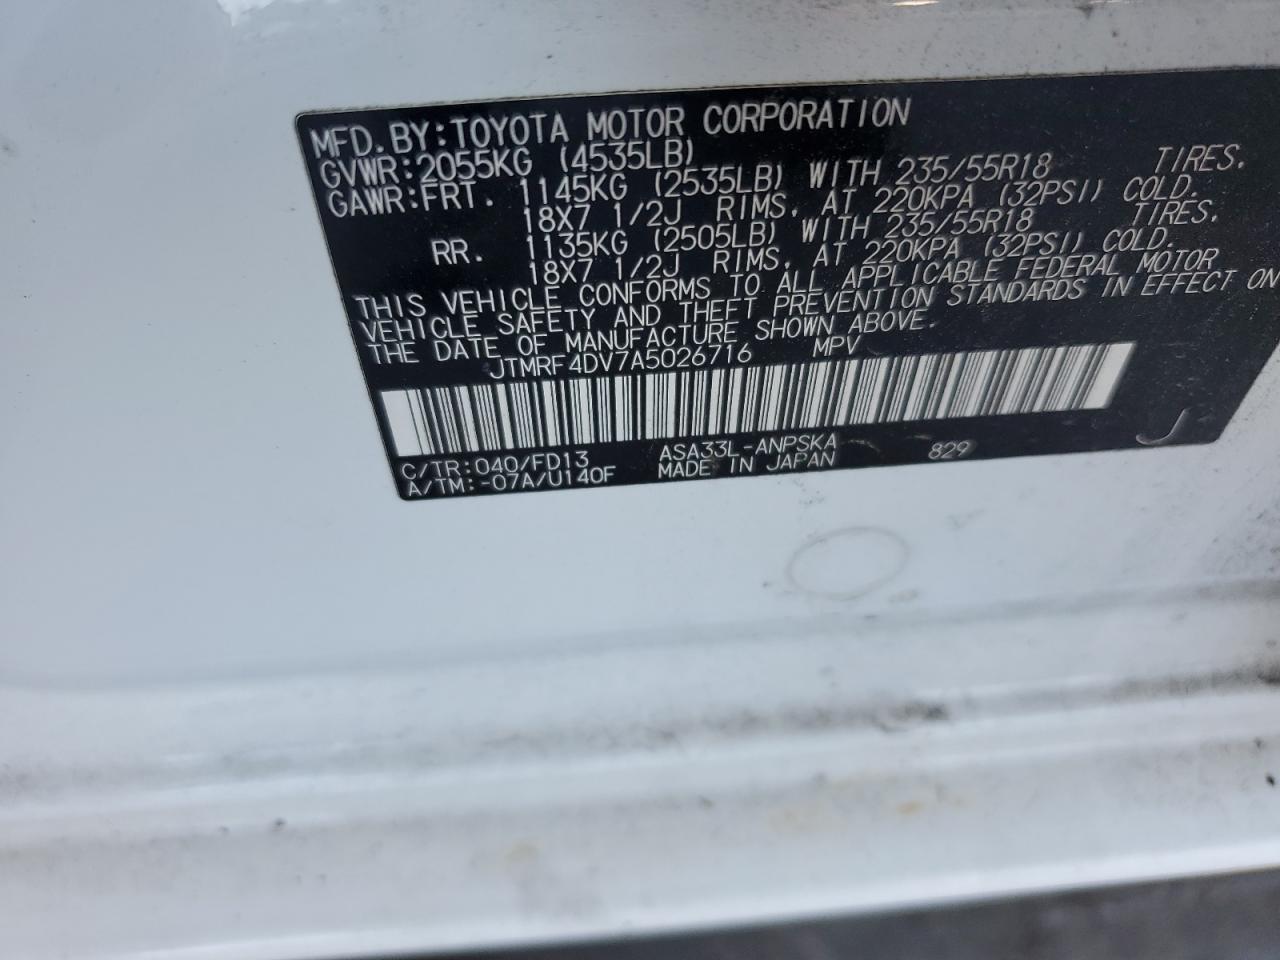 MFD.BY:TOYOTA MOTOR CORPORATION
GVWR:2055KG (4535LB)
GAWR:FRT. 1145KG (2535LB) WITH 235/55R18 TIRES.
18X7 1/2J RIMS, AT 220KPA (32PSI) COLD.
RR. 1135KG (2505LB) WITH 235/55R18 TIRES.
18X7 1/2J RIMS, AT 220KPA (32PSI) COLD.
THIS VEHICLE CONFORMS TO ALL APPLICABLE FEDERAL MOTOR
VEHICLE SAFETY AND THEFT PREVENTION STANDARDS IN EFFECT ON
THE DATE OF MANUFACTURE SHOWN ABOVE.
JTMRF4DV7A5026716 MPV
C/TR:040/FD13 ASA33L-ANPSKA 829 J
A/TM:-07A/U140F MADE IN JAPAN